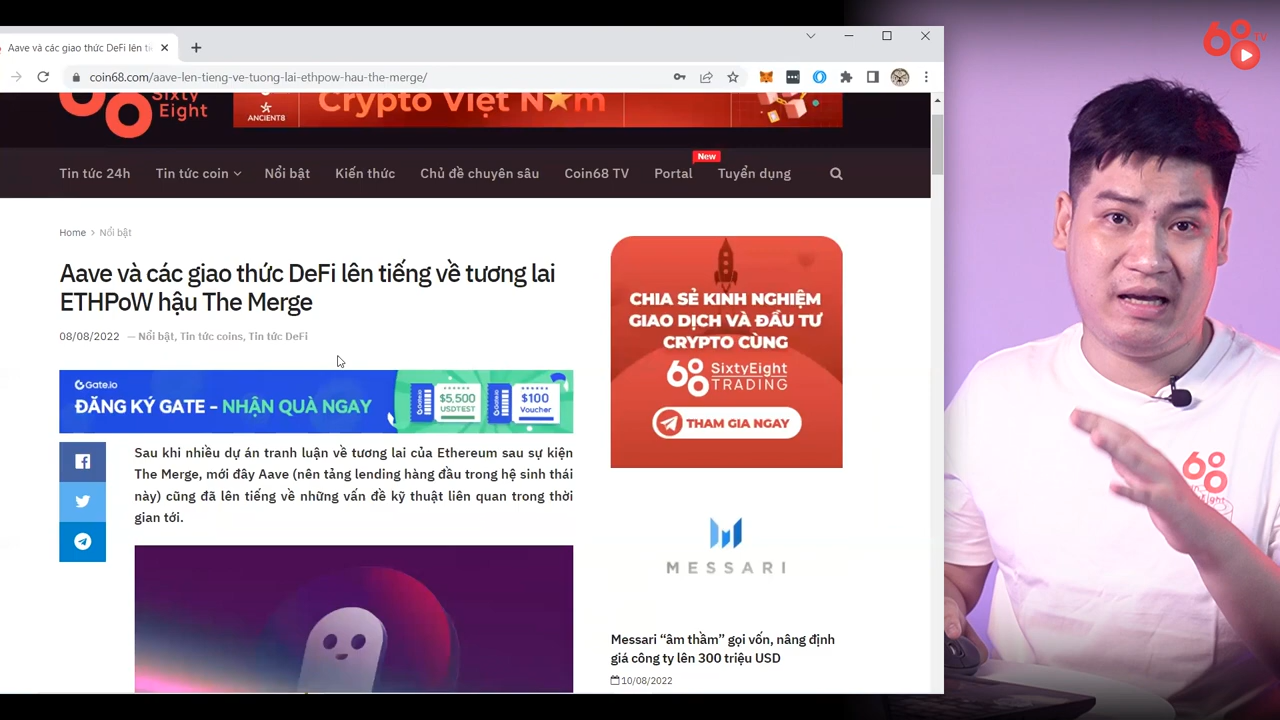 Aave và các giao thức DeFi lên ti
coin68.com/aave-len-tieng-ve-tuong-lai-ethpow-hau-the-merge/
68 TV
Sixty
Eight
ANCIENT8
Crypto Việt Nam
Tin tức 24h
Tin tức coin
Nổi bật
Kiến thức
Chủ đề chuyên sâu
Coin68 TV
New
Portal
Tuyển dụng
Home > Nổi bật
Aave và các giao thức DeFi lên tiếng về tương lai
ETHPoW hậu The Merge
08/08/2022 — Nổi bật, Tin tức coins, Tin tức DeFi
Gate.io
ĐĂNG KÝ GATE - NHẬN QUÀ NGAY
$5,500
USDTEST
$100
Voucher
Sau khi nhiều dự án tranh luận về tương lai của Ethereum sau sự kiện
The Merge, mới đây Aave (nên tảng lending hàng đầu trong hệ sinh thái
này) cũng đã lên tiếng về những vấn đề kỹ thuật liên quan trong thời
gian tới.
CHIA SẺ KINH NGHIỆM
GIAO DỊCH VÀ ĐẦU TƯ
CRYPTO CÙNG
68 SixtyEight
TRADING
THAM GIA NGAY
MESSARI
Messari “âm thầm” gọi vốn, nâng định
giá công ty lên 300 triệu USD
10/08/2022
68